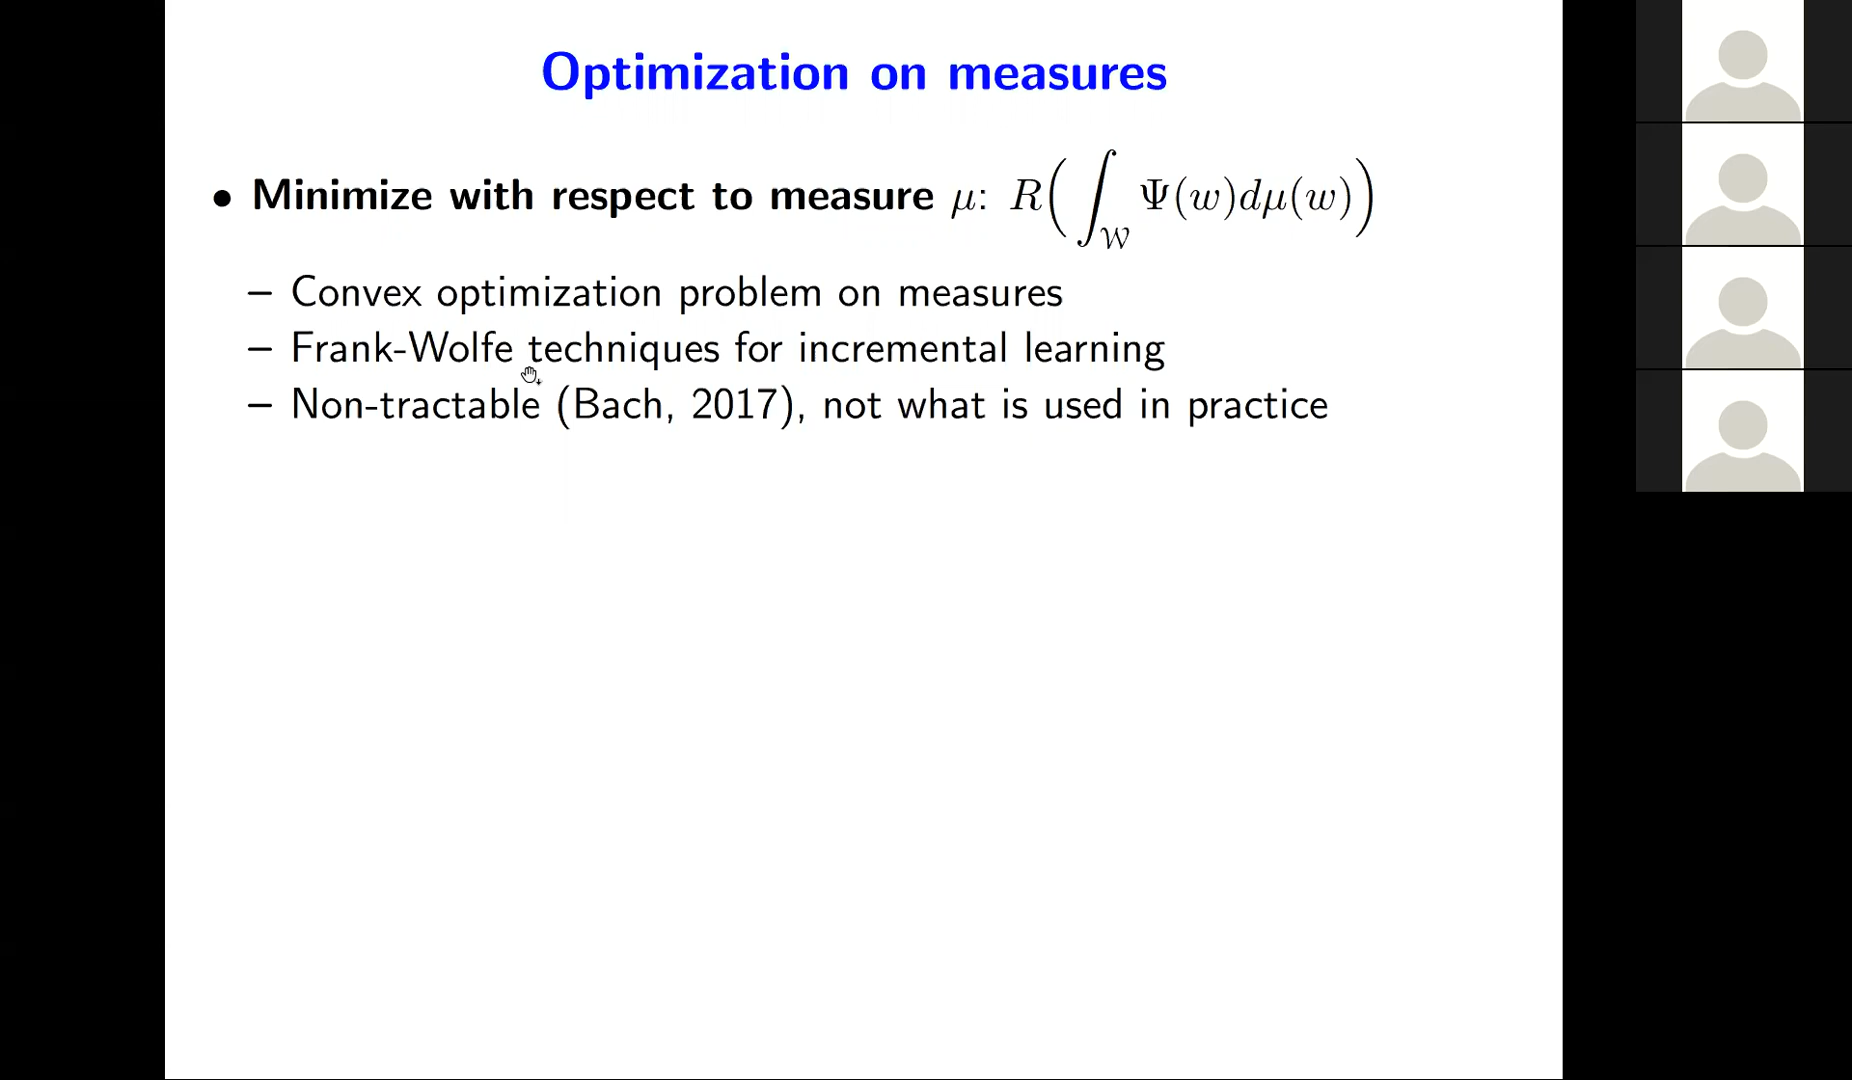 Optimization on measures
• Minimize with respect to measure μ: R(∫_𝒲 Ψ(w)dμ(w))
– Convex optimization problem on measures
– Frank-Wolfe techniques for incremental learning
– Non-tractable (Bach, 2017), not what is used in practice